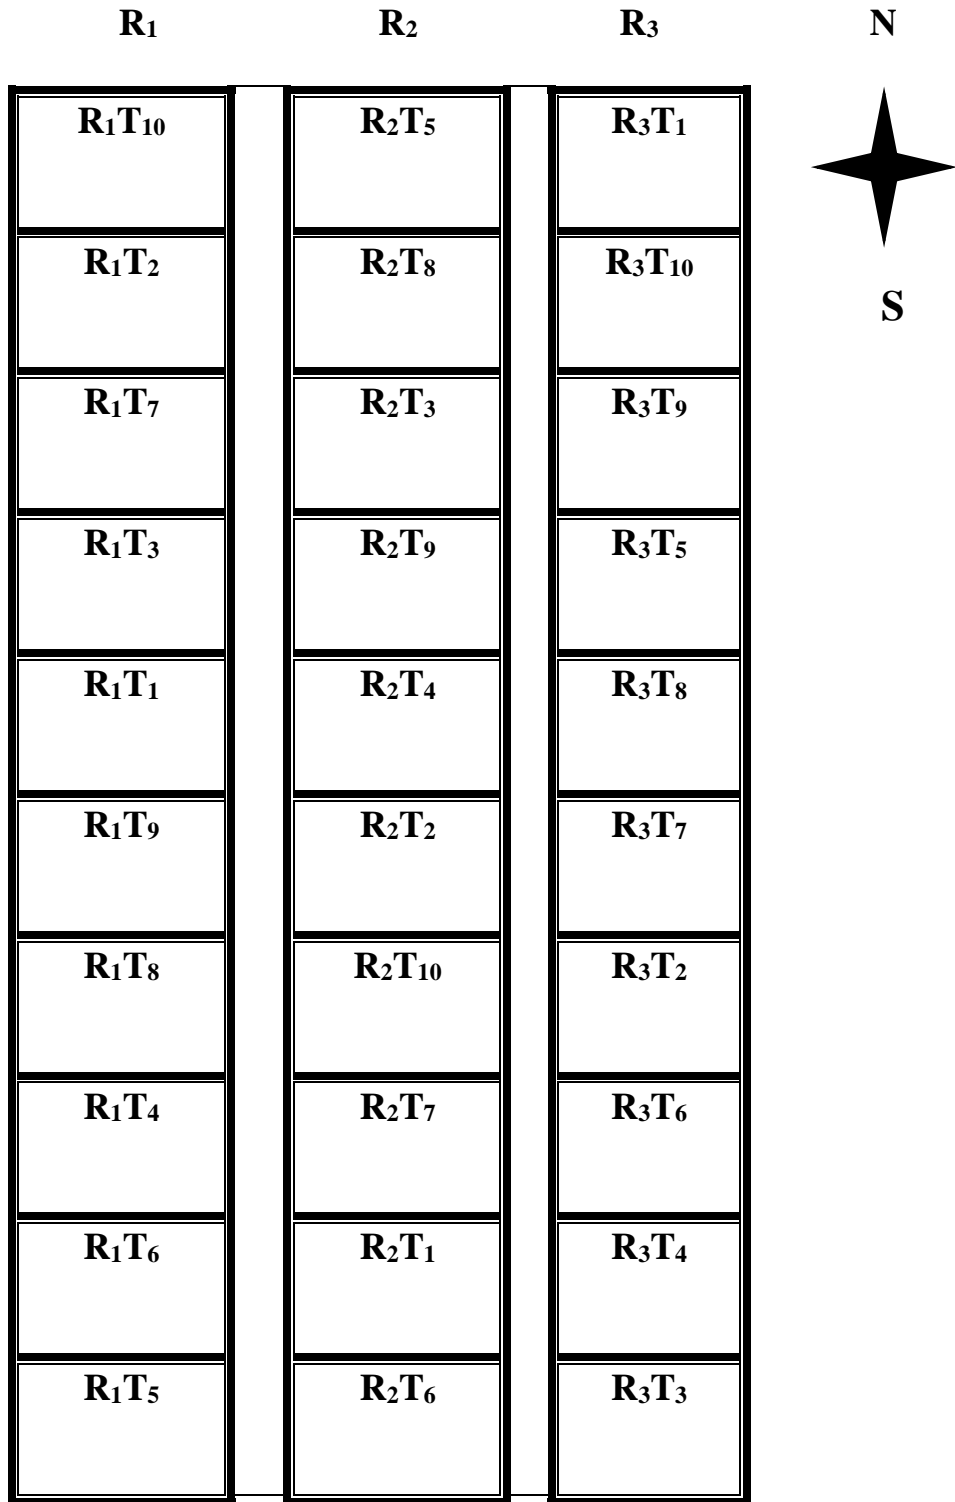 R₁ R₂ R₃ N
R₁T₁₀ R₂T₅ R₃T₁
R₁T₂ R₂T₈ R₃T₁₀
S
R₁T₇ R₂T₃ R₃T₉
R₁T₃ R₂T₉ R₃T₅
R₁T₁ R₂T₄ R₃T₈
R₁T₉ R₂T₂ R₃T₇
R₁T₈ R₂T₁₀ R₃T₂
R₁T₄ R₂T₇ R₃T₆
R₁T₆ R₂T₁ R₃T₄
R₁T₅ R₂T₆ R₃T₃